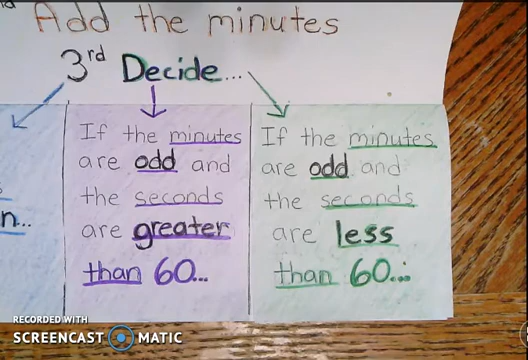 Add the minutes
3rd Decide...
n...
If the minutes
are odd and
the seconds
are greater
than 60...
If the minutes
are odd and
the seconds
are less
than 60...
RECORDED WITH
SCREENCAST MATIC